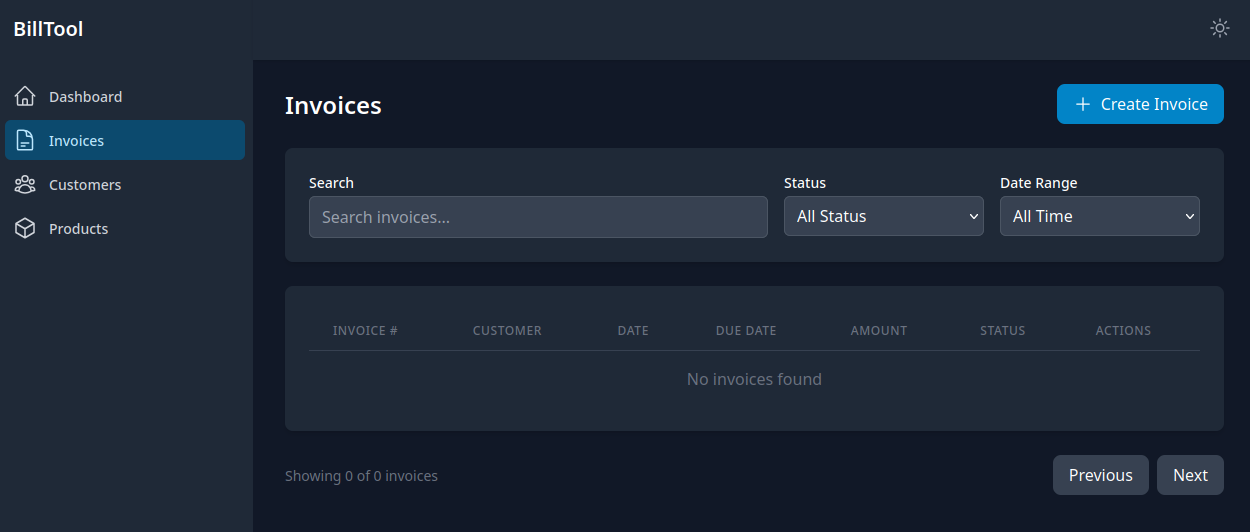 BillTool
Dashboard
Invoices
Customers
Products
Invoices
Create Invoice
Search Status Date Range
Search invoices... All Status All Time
INVOICE # CUSTOMER DATE DUE DATE AMOUNT STATUS ACTIONS
No invoices found
Showing 0 of 0 invoices Previous Next